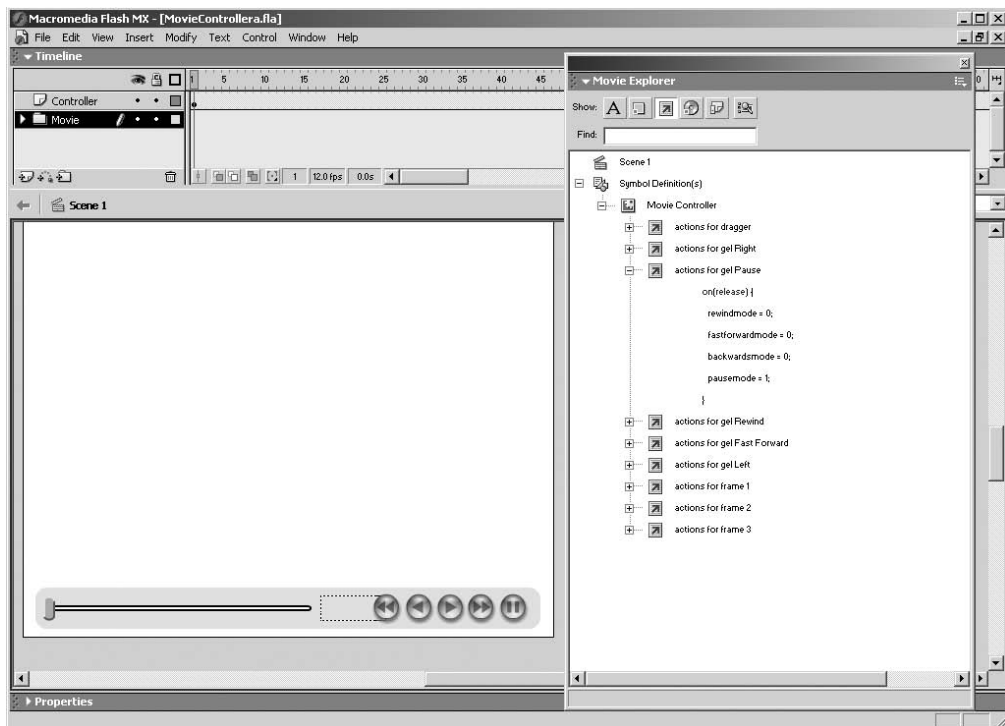 Macromedia Flash MX - [MovieControllera.fla]
File Edit View Insert Modify Text Control Window Help
Timeline
1 5 10 15 20 25 30 35 40 45
Controller
Movie
1 12.0 fps 0.0s
Scene 1
Properties
Movie Explorer
Show: A
Find:
Scene 1
Symbol Definition(s)
Movie Controller
actions for dragger
actions for gel Right
actions for gel Pause
on(release) {
rewindmode = 0;
fastforwardmode = 0;
backwardsmode = 0;
pausemode = 1;
}
actions for gel Rewind
actions for gel Fast Forward
actions for gel Left
actions for frame 1
actions for frame 2
actions for frame 3